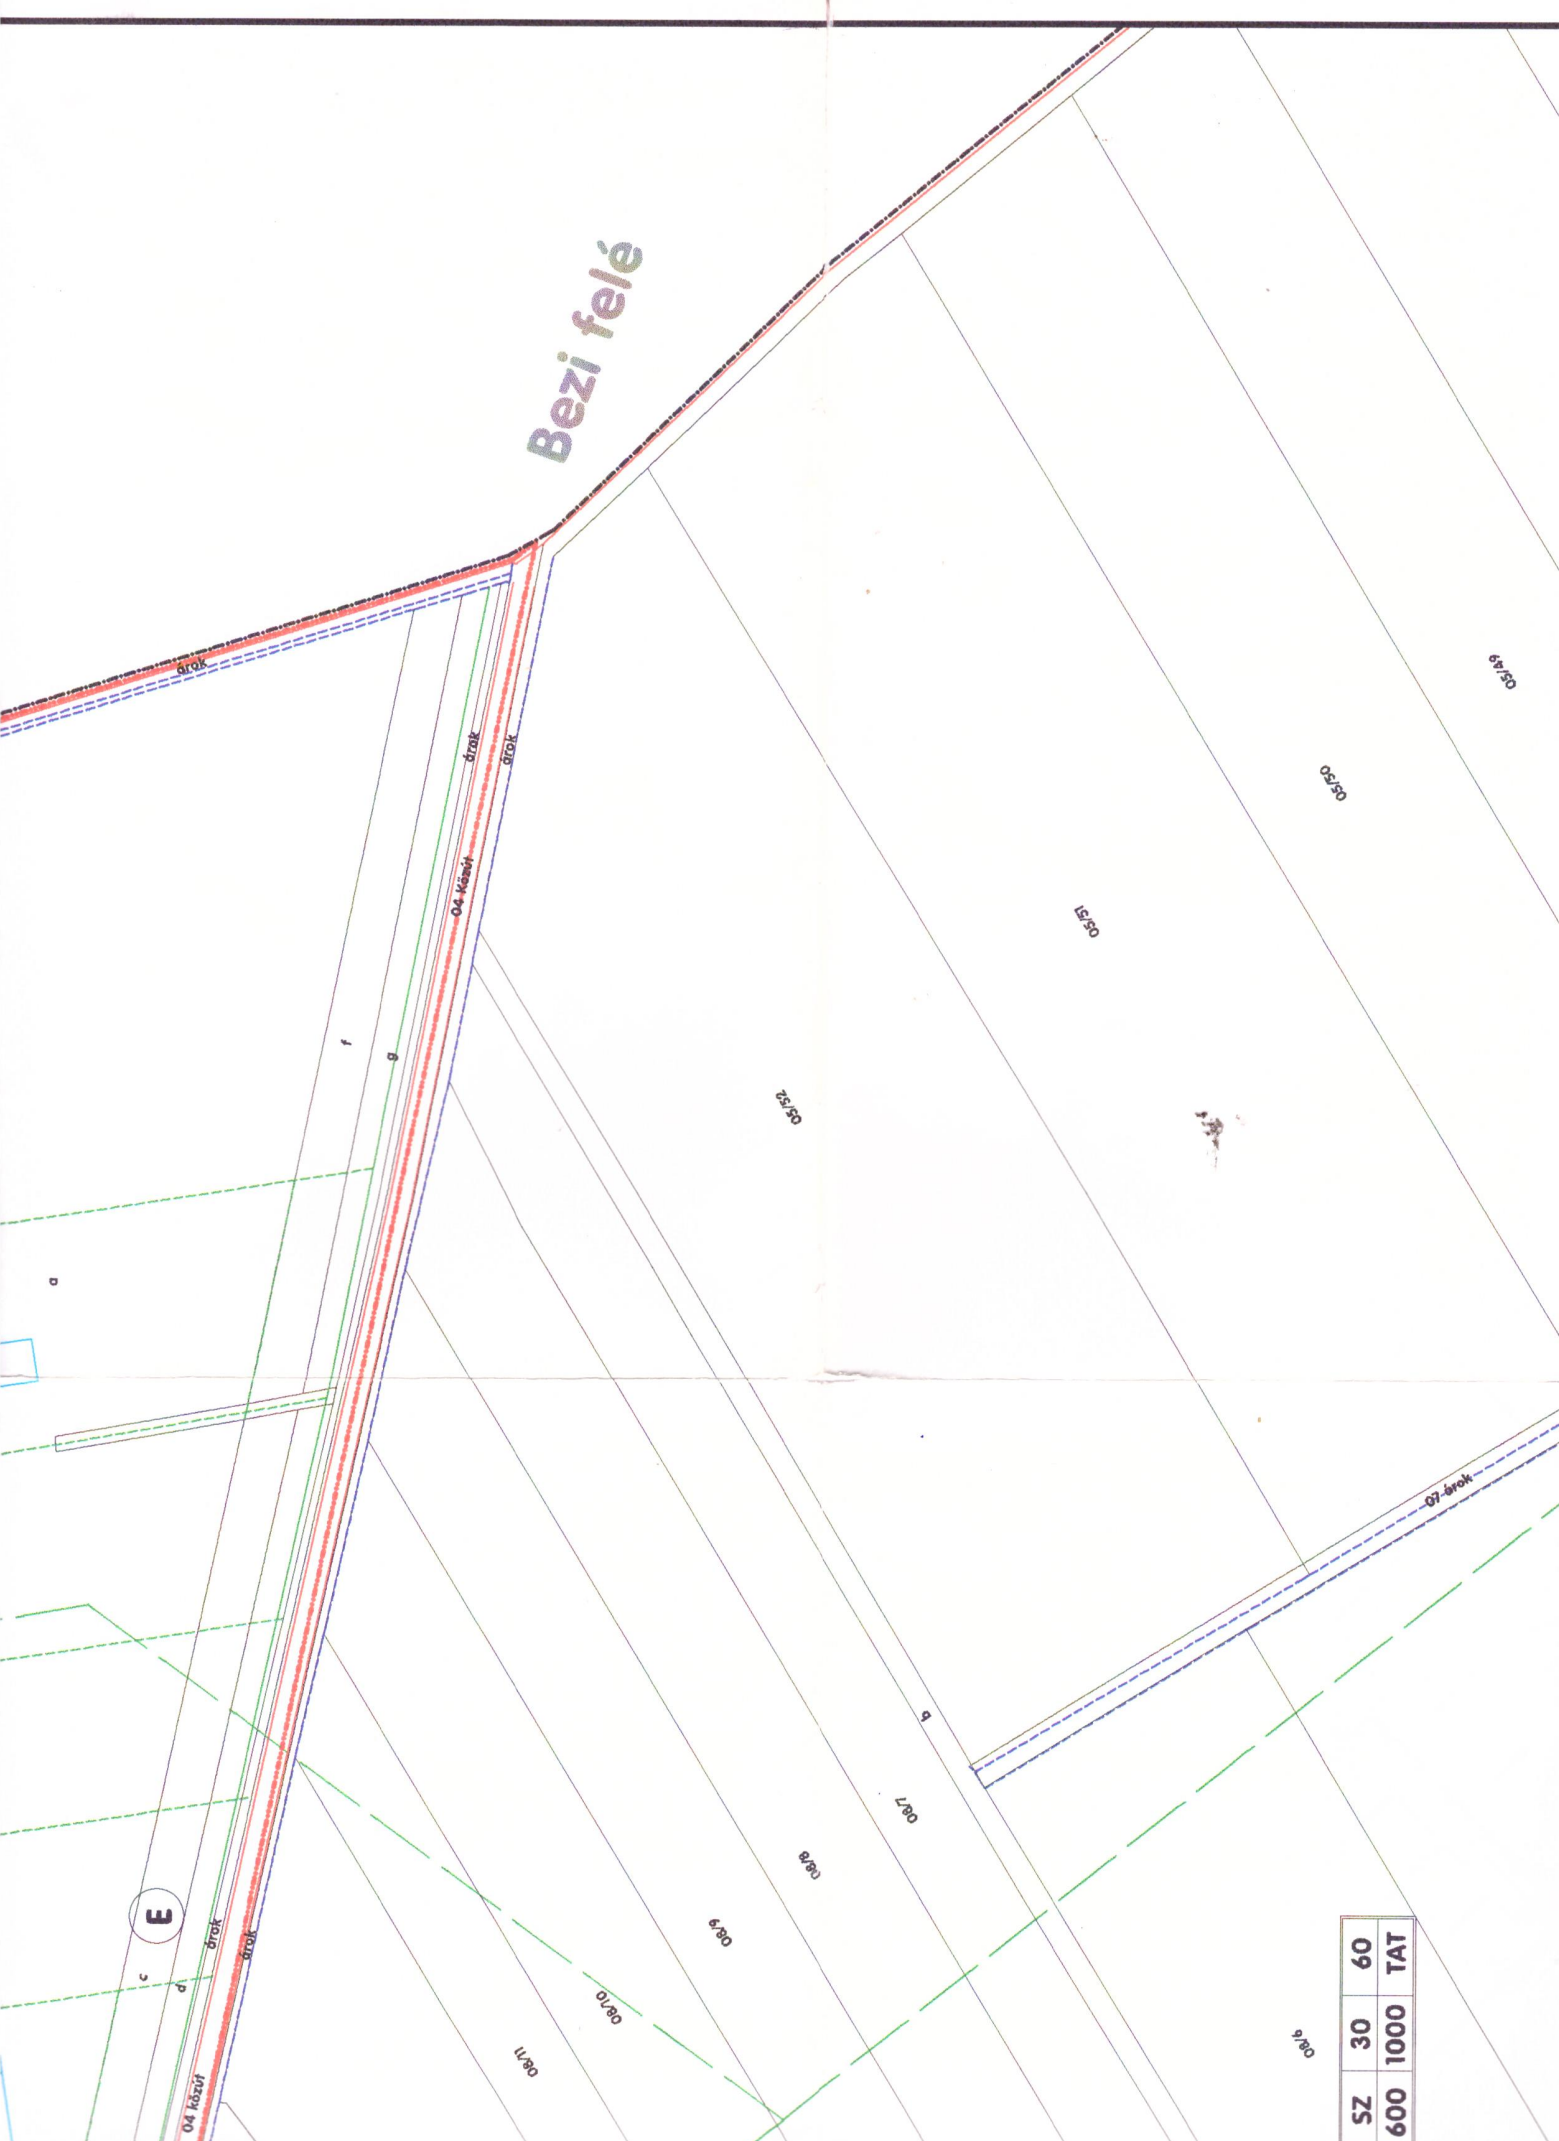 Bezi felé
árok
árok
árok
04 Közút
05/49
05/50
05/51
05/52
f
g
a
07 árok
b
08/7
08/8
08/9
08/10
08/11
08/6
E
árok
árok
c
d
04 közút
SZ 30 60
600 1000 TAT